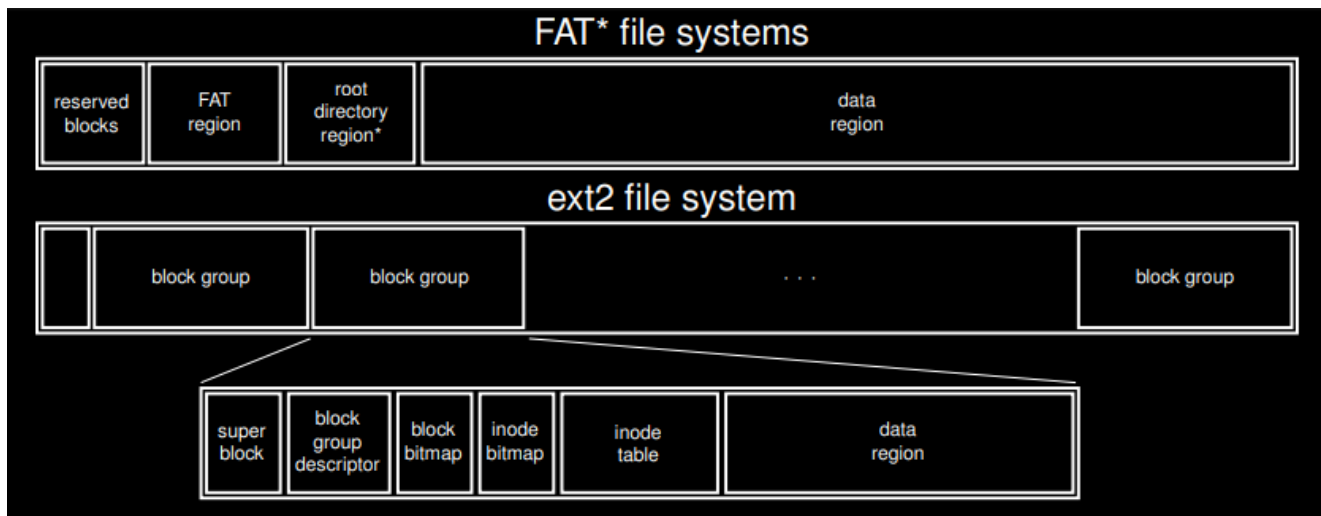 FAT* file systems
reserved
blocks
FAT
region
root
directory
region*
data
region
ext2 file system
block group
block group
. . .
block group
super
block
block
group
descriptor
block
bitmap
inode
bitmap
inode
table
data
region